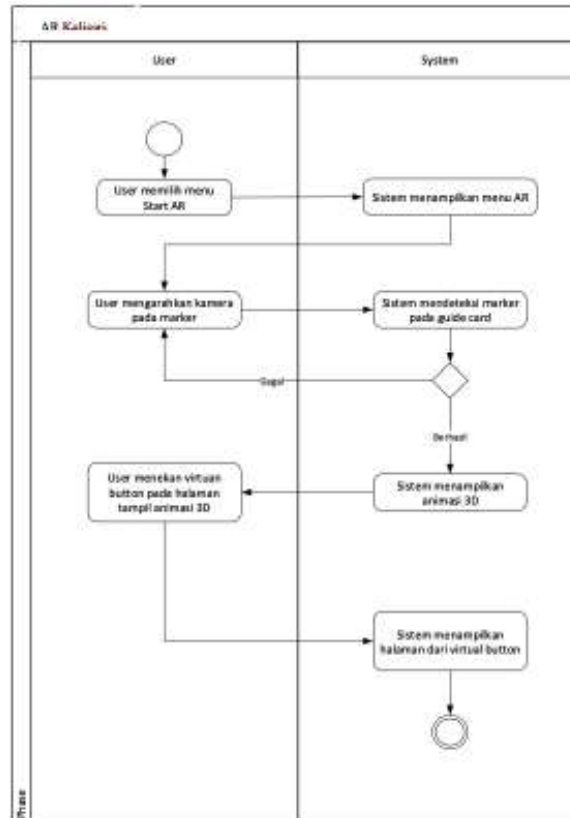 AR Kaliawi
User
System
User memilih menu
Start AR
Sistem menampilkan menu AR
User mengarahkan kamera
pada marker
Sistem mendeteksi marker
pada guide card
Gagal
Berhasil
User menekan virtuan
button pada halaman
tampil animasi 3D
Sistem menampilkan
animasi 3D
Sistem menampilkan
halaman dari virtual button
Phase